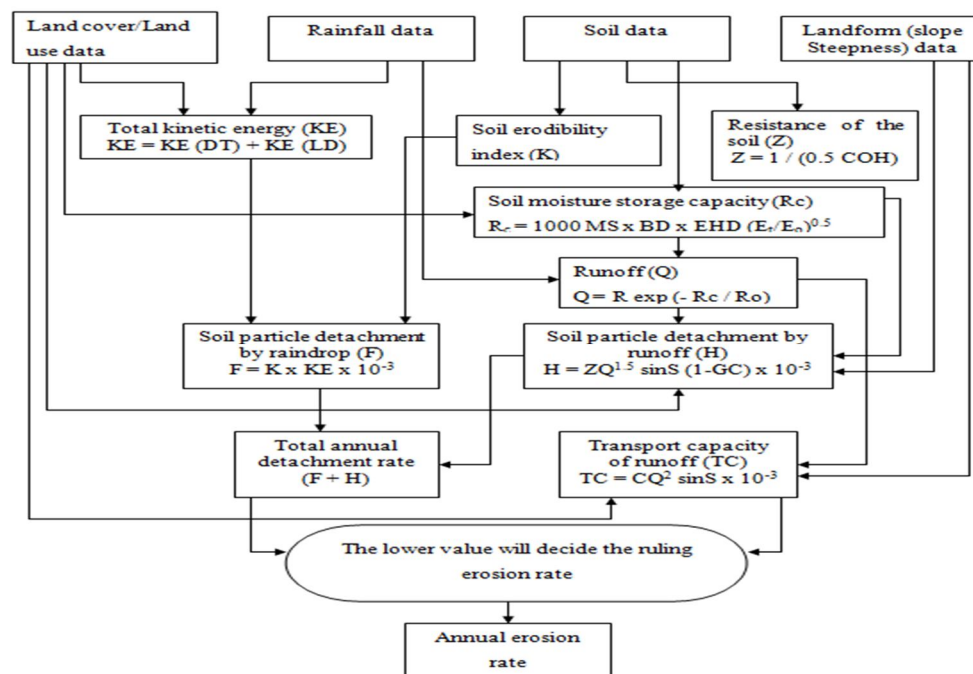 Land cover/Land
use data
Rainfall data
Soil data
Landform (slope
Steepness) data
Total kinetic energy (KE)
KE = KE (DT) + KE (LD)
Soil erodibility
index (K)
Resistance of the
soil (Z)
Z = 1 / (0.5 COH)
Soil moisture storage capacity (Rc)
Rc = 1000 MS x BD x EHD (Et/Eo)^0.5
Runoff (Q)
Q = R exp (- Rc / Ro)
Soil particle detachment
by raindrop (F)
F = K x KE x 10^-3
Soil particle detachment by
runoff (H)
H = ZQ^1.5 sinS (1-GC) x 10^-3
Total annual
detachment rate
(F + H)
Transport capacity
of runoff (TC)
TC = CQ^2 sinS x 10^-3
The lower value will decide the ruling
erosion rate
Annual erosion
rate